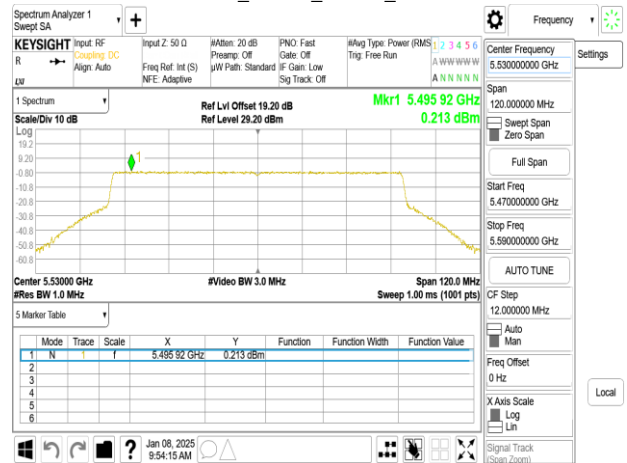 Spectrum Analyzer 1
Swept SA
+
Frequency
KEYSIGHT
Input: RF
Coupling: DC
Align: Auto
R
LXI
Input Z: 50 Ω
Freq Ref: Int (S)
NFE: Adaptive
#Atten: 20 dB
Preamp: Off
µW Path: Standard
PNO: Fast
Gate: Off
IF Gain: Low
Sig Track: Off
#Avg Type: Power (RMS
Trig: Free Run
1 2 3 4 5 6
A W W W W W
A N N N N N
1 Spectrum
Scale/Div 10 dB
Log
Ref Lvl Offset 19.20 dB
Ref Level 29.20 dBm
Mkr1 5.495 92 GHz
0.213 dBm
19.2
9.20
-0.80
-10.8
-20.8
-30.8
-40.8
-50.8
-60.8
1
Center 5.53000 GHz
#Res BW 1.0 MHz
#Video BW 3.0 MHz
Span 120.0 MHz
Sweep 1.00 ms (1001 pts)
5 Marker Table
Mode Trace Scale X Y Function Function Width Function Value
1 N 1 f 5.495 92 GHz 0.213 dBm
2
3
4
5
6
Jan 08, 2025
9:54:15 AM
?
Center Frequency
5.530000000 GHz
Span
120.000000 MHz
Swept Span
Zero Span
Full Span
Start Freq
5.470000000 GHz
Stop Freq
5.590000000 GHz
AUTO TUNE
CF Step
12.000000 MHz
Auto
Man
Freq Offset
0 Hz
X Axis Scale
Log
Lin
Signal Track
(Span Zoom)
Settings
Local